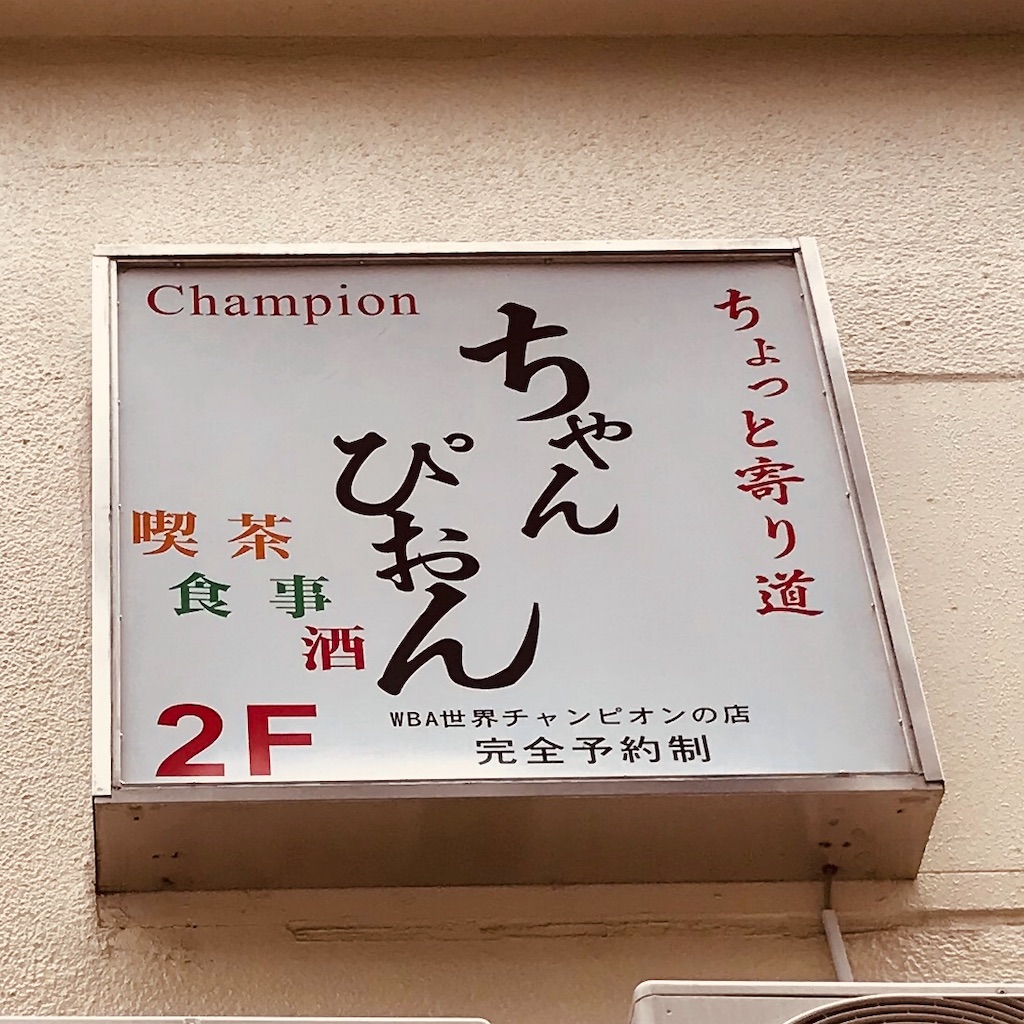 Champion
ちょっと寄り道
ちゃん
ぴおん
喫茶
食事
酒
2F
WBA世界チャンピオンの店
完全予約制